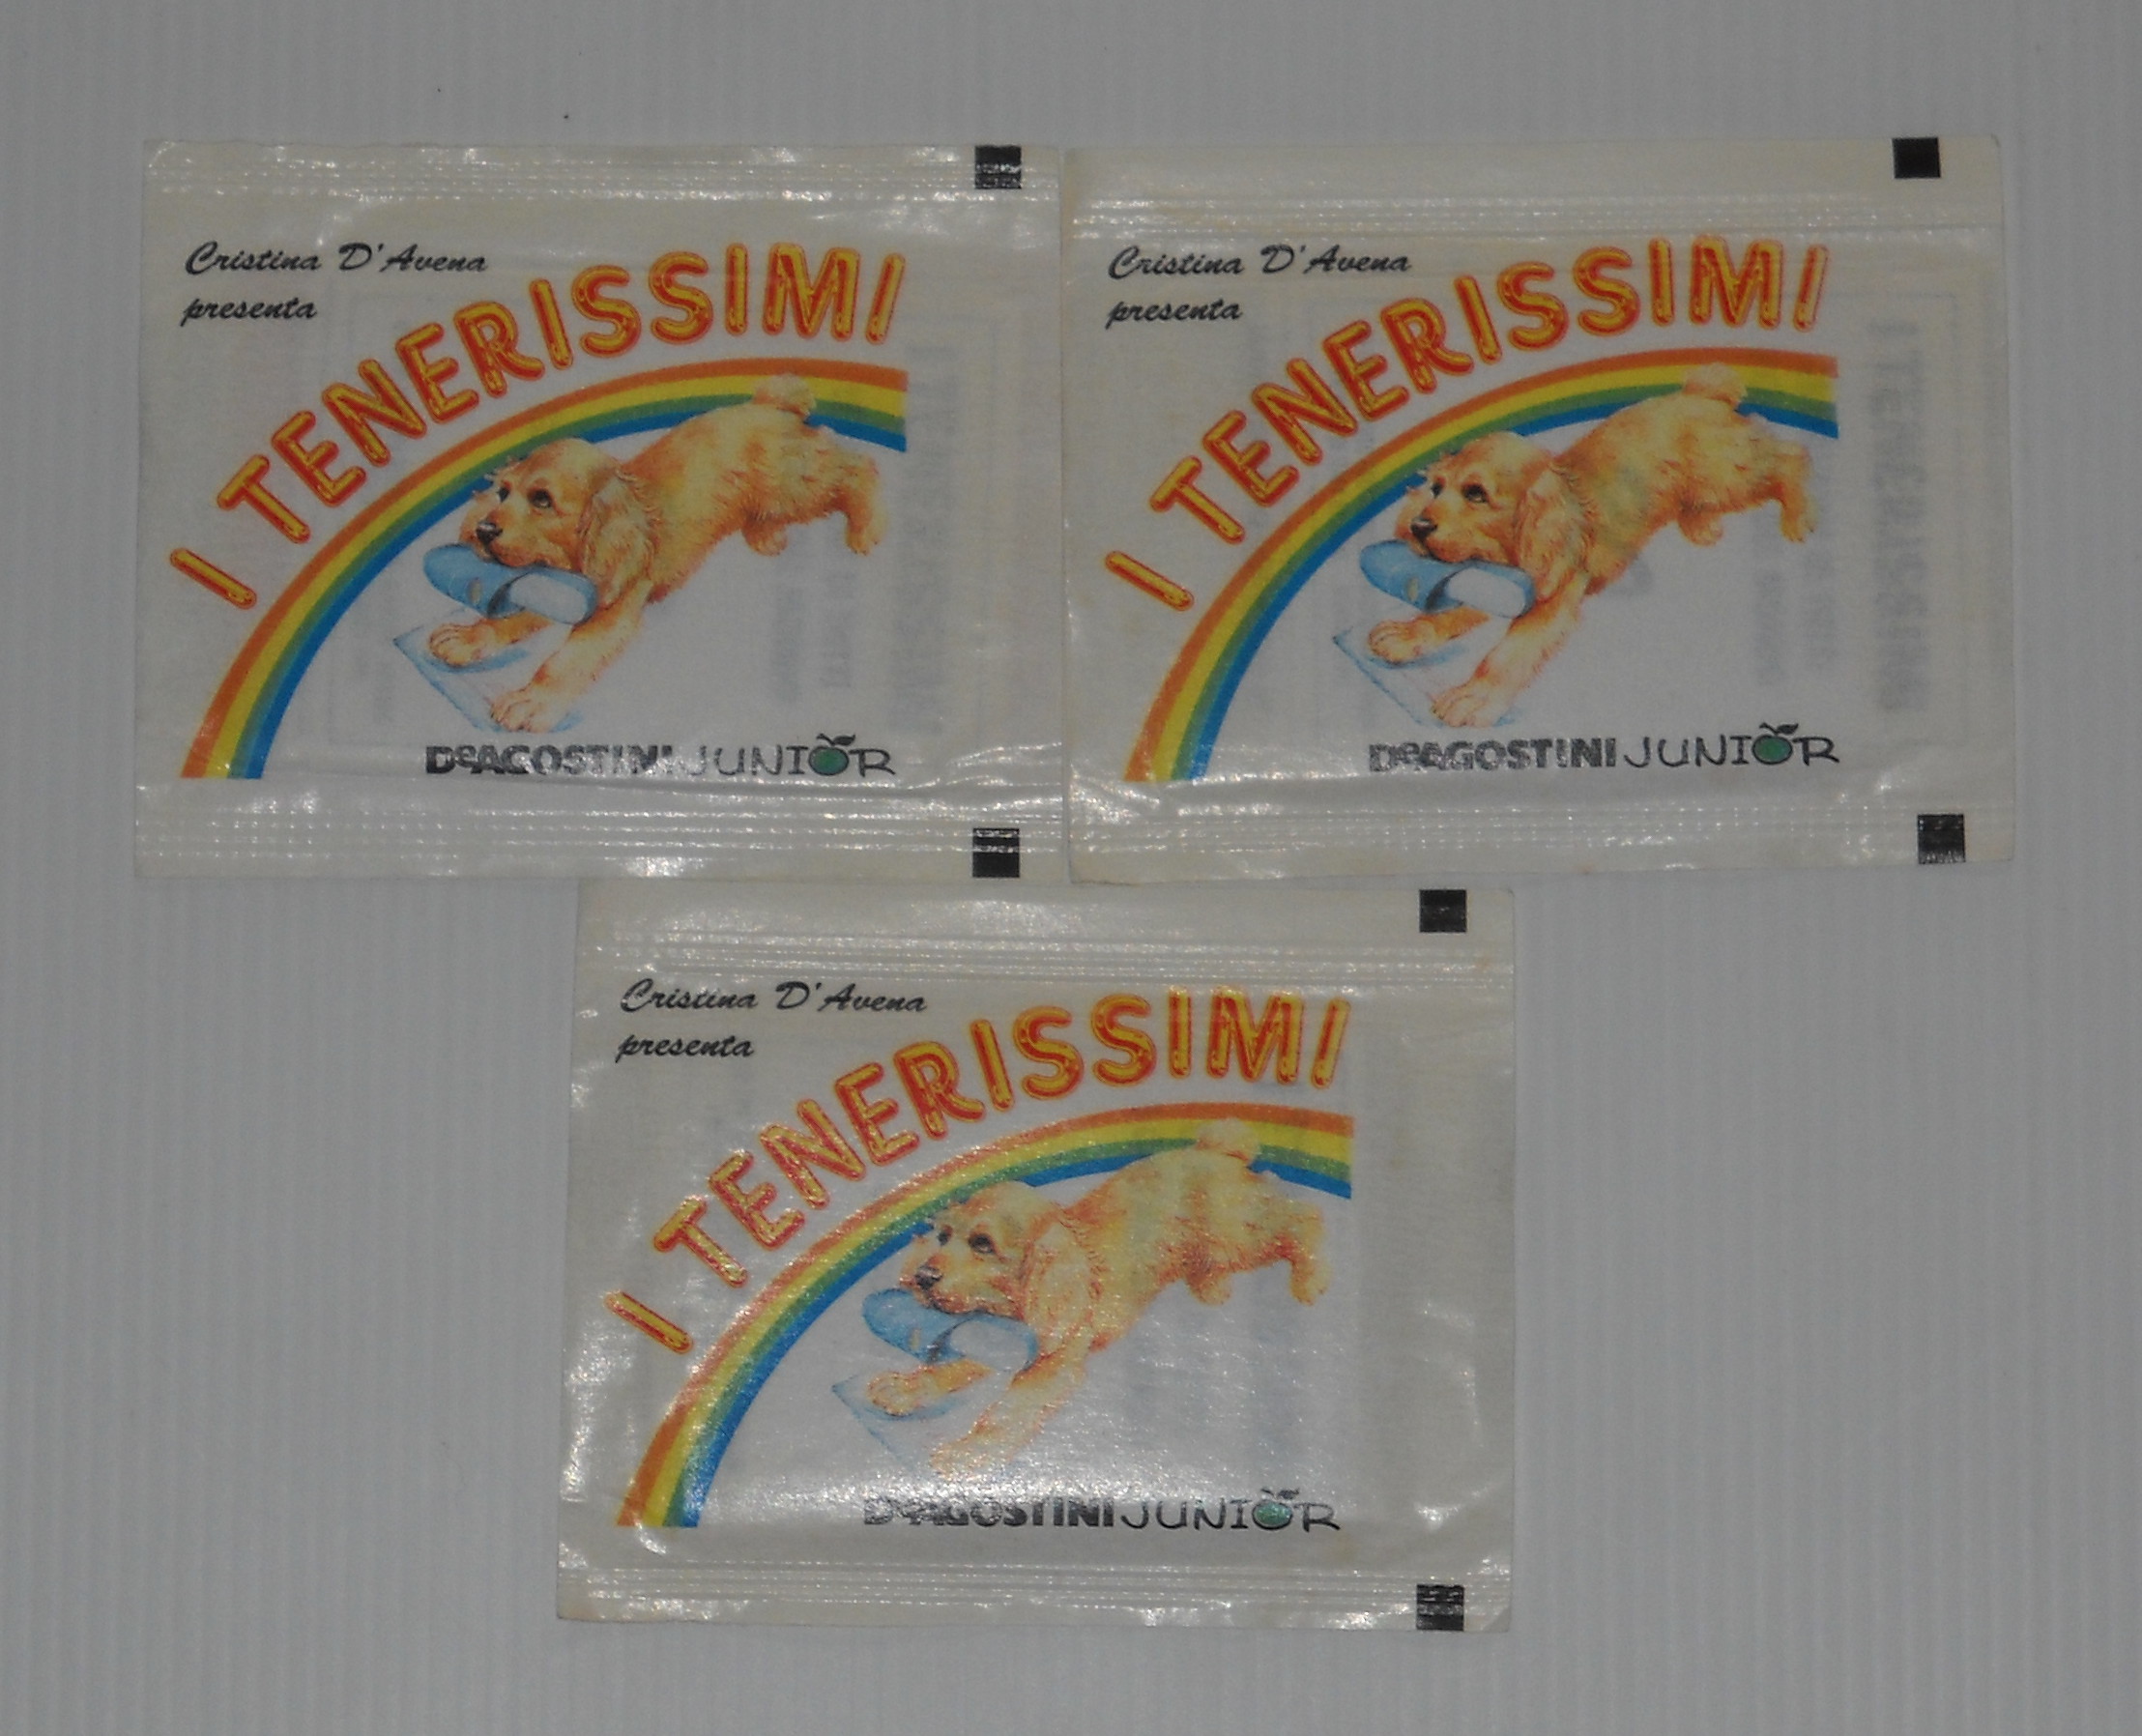 Cristina D'Avena
presenta
I TENERISSIMI
DeAGOSTINI JUNIOR
Cristina D'Avena
presenta
I TENERISSIMI
DeAGOSTINI JUNIOR
Cristina D'Avena
presenta
I TENERISSIMI
DeAGOSTINI JUNIOR